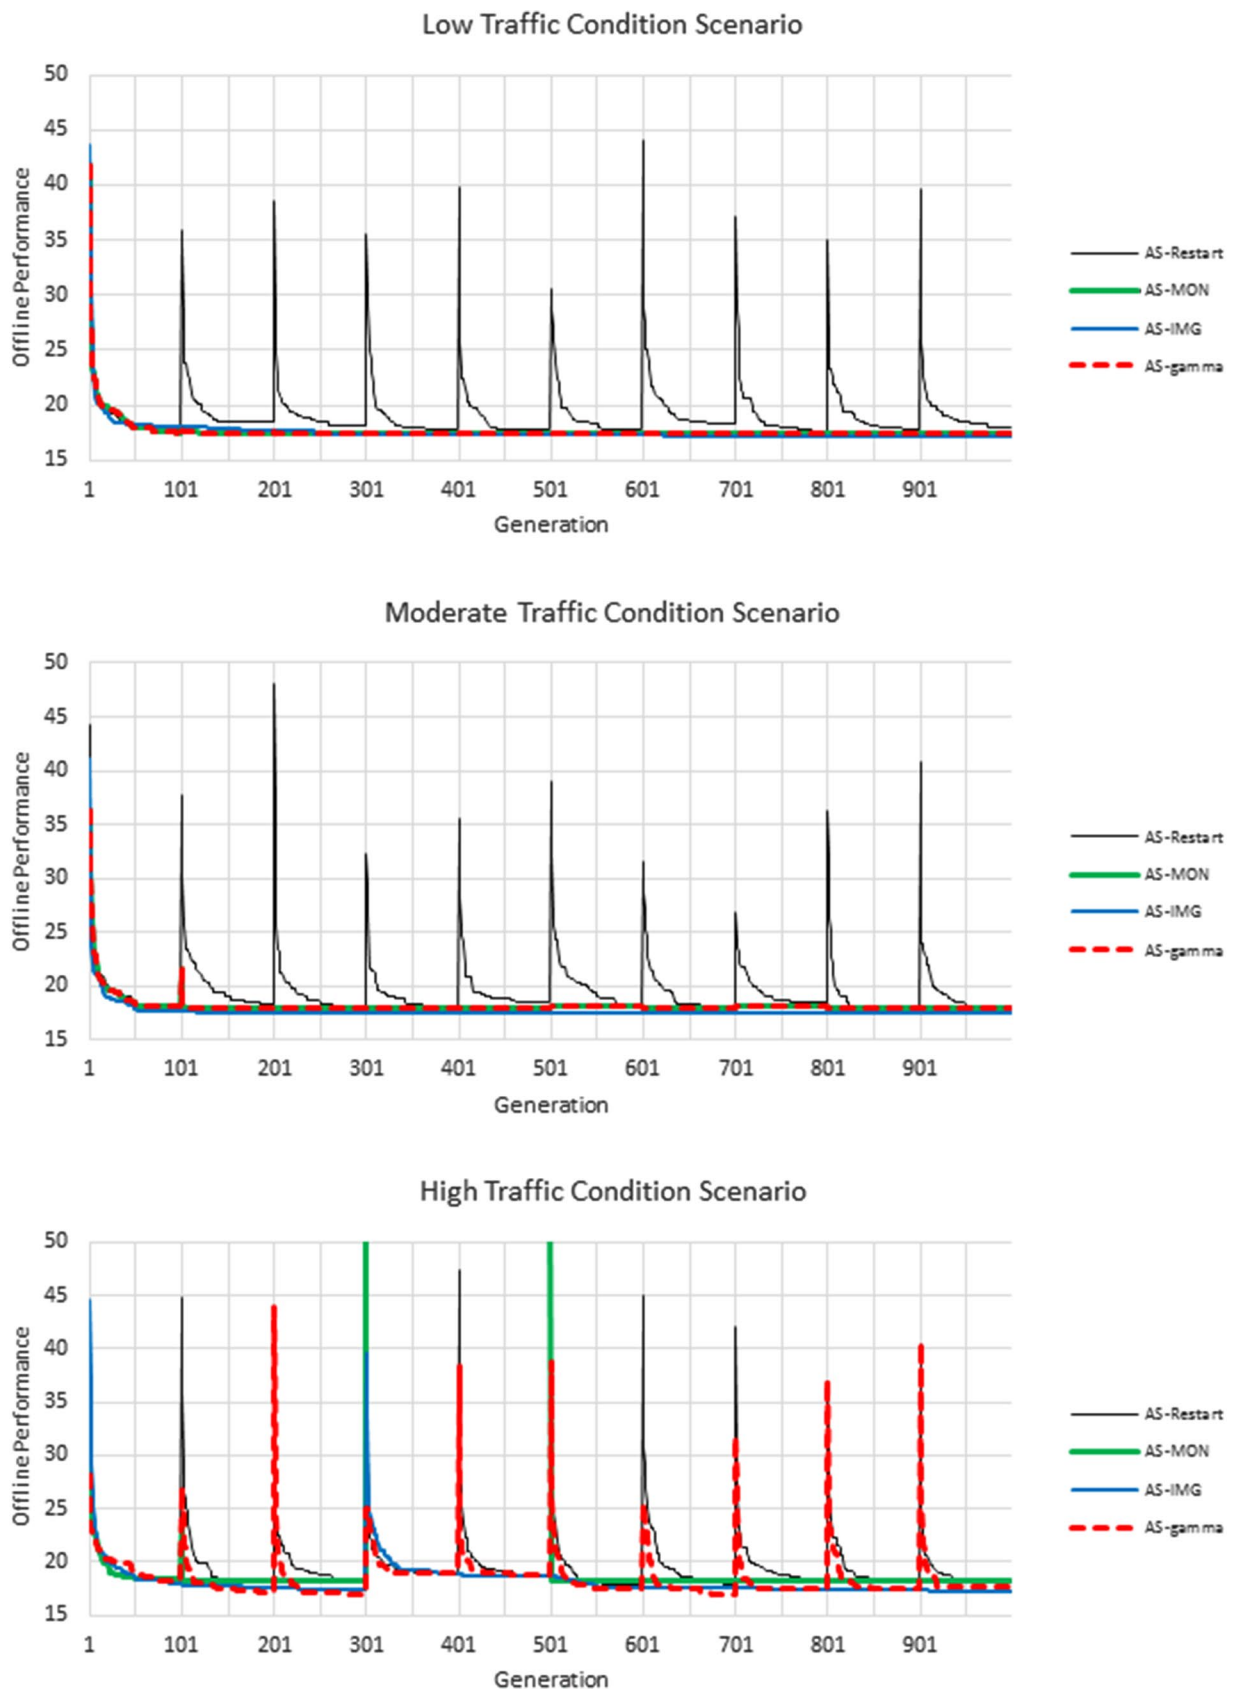 Low Traffic Condition Scenario
50
45
40
35
30
25
20
15
Offline Performance
1 101 201 301 401 501 601 701 801 901
Generation
AS-Restart
AS-MON
AS-IMG
AS-gamma
Moderate Traffic Condition Scenario
50
45
40
35
30
25
20
15
Offline Performance
1 101 201 301 401 501 601 701 801 901
Generation
AS-Restart
AS-MON
AS-IMG
AS-gamma
High Traffic Condition Scenario
50
45
40
35
30
25
20
15
Offline Performance
1 101 201 301 401 501 601 701 801 901
Generation
AS-Restart
AS-MON
AS-IMG
AS-gamma